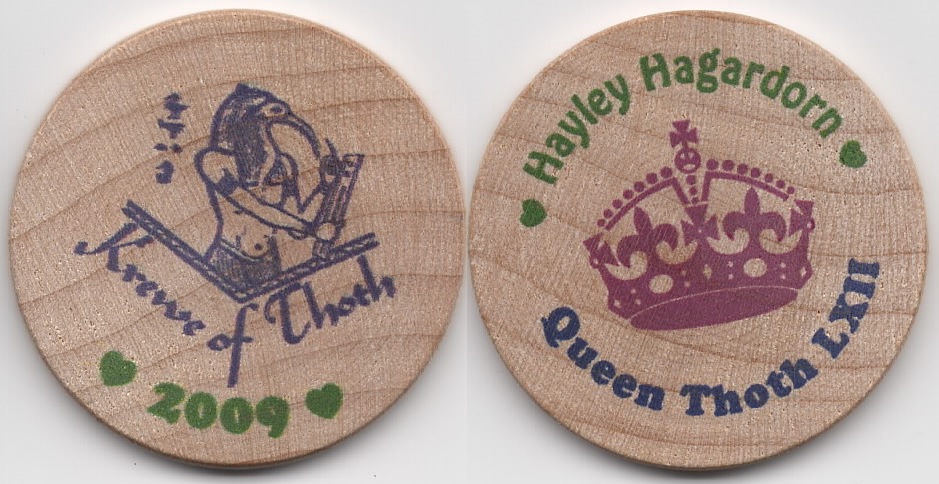 Krewe of Thoth
2009
Hayley Hagardorn
Queen Thoth LXII